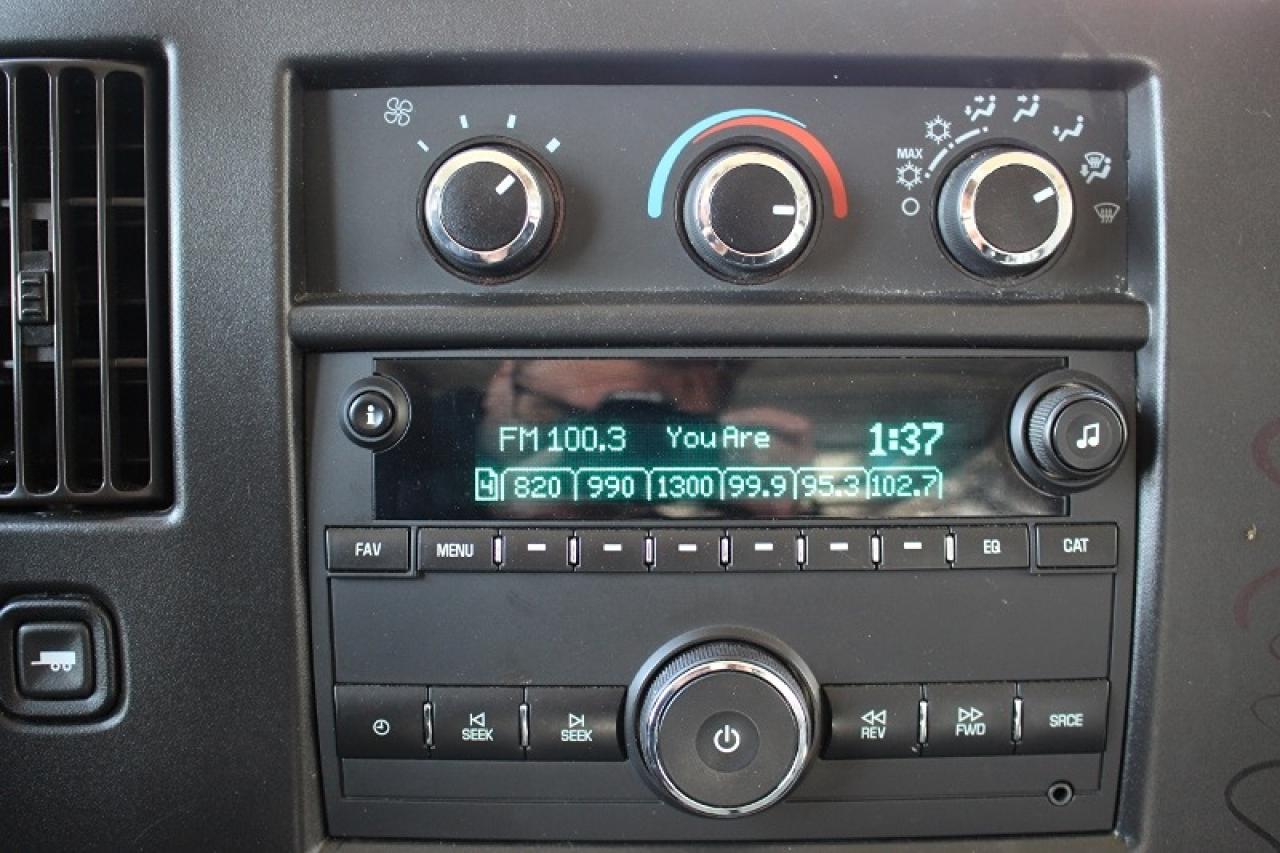 MAX
i
FM 100.3 You Are 1:37
4 820 990 1300 99.9 95.3 102.7
FAV MENU EQ CAT
SEEK SEEK REV FWD SRCE